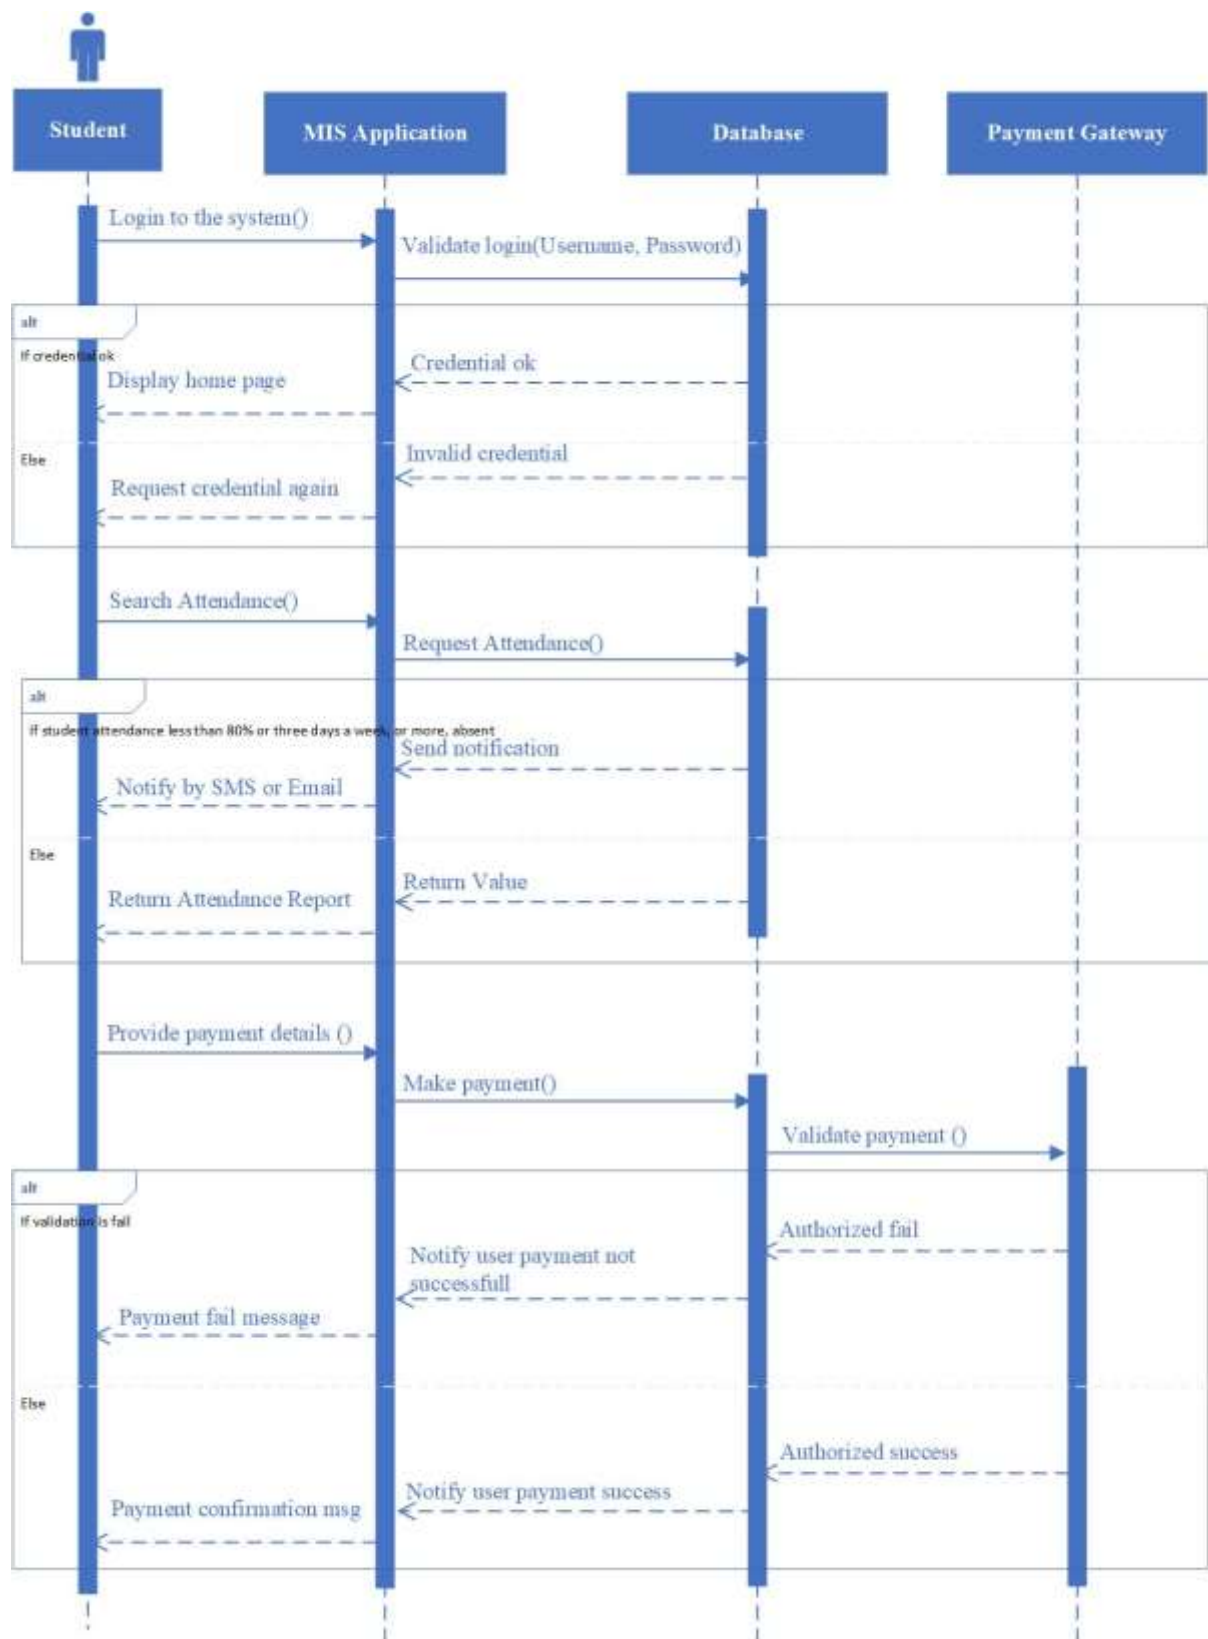 Student
MIS Application
Database
Payment Gateway
Login to the system()
Validate login(Username, Password)
alt
If credential ok
Credential ok
Display home page
Else
Invalid credential
Request credential again
Search Attendance()
Request Attendance()
alt
If student attendance less than 80% or three days a week, or more, absent
Send notification
Notify by SMS or Email
Else
Return Value
Return Attendance Report
Provide payment details ()
Make payment()
Validate payment ()
alt
If validation is fail
Authorized fail
Notify user payment not
successfull
Payment fail message
Else
Authorized success
Notify user payment success
Payment confirmation msg